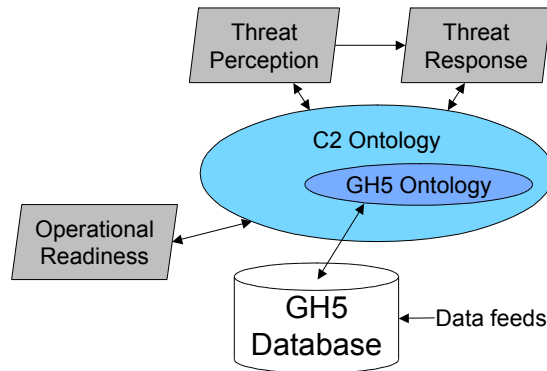 Threat
Perception
Threat
Response
C2 Ontology
GH5 Ontology
Operational
Readiness
GH5
Database
Data feeds